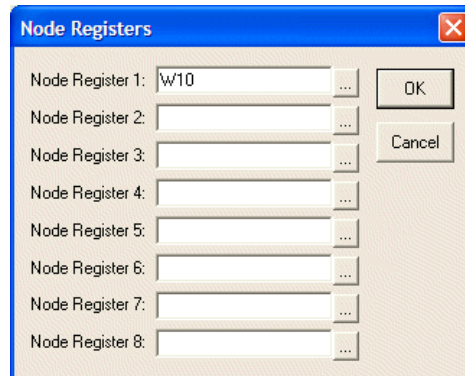 Node Registers
Node Register 1: W10 ... OK
Node Register 2: ...
Node Register 3: ... Cancel
Node Register 4: ...
Node Register 5: ...
Node Register 6: ...
Node Register 7: ...
Node Register 8: ...